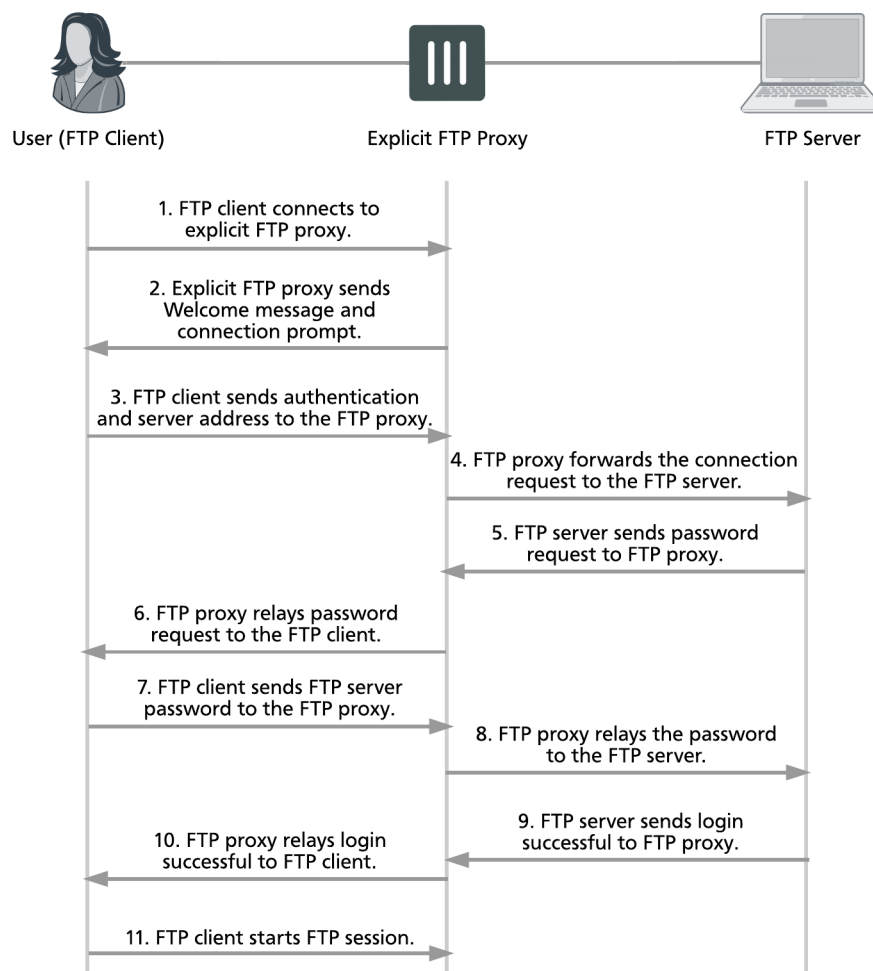 User (FTP Client)
Explicit FTP Proxy
FTP Server
1. FTP client connects to
explicit FTP proxy.
2. Explicit FTP proxy sends
Welcome message and
connection prompt.
3. FTP client sends authentication
and server address to the FTP proxy.
4. FTP proxy forwards the connection
request to the FTP server.
5. FTP server sends password
request to FTP proxy.
6. FTP proxy relays password
request to the FTP client.
7. FTP client sends FTP server
password to the FTP proxy.
8. FTP proxy relays the password
to the FTP server.
9. FTP server sends login
successful to FTP proxy.
10. FTP proxy relays login
successful to FTP client.
11. FTP client starts FTP session.